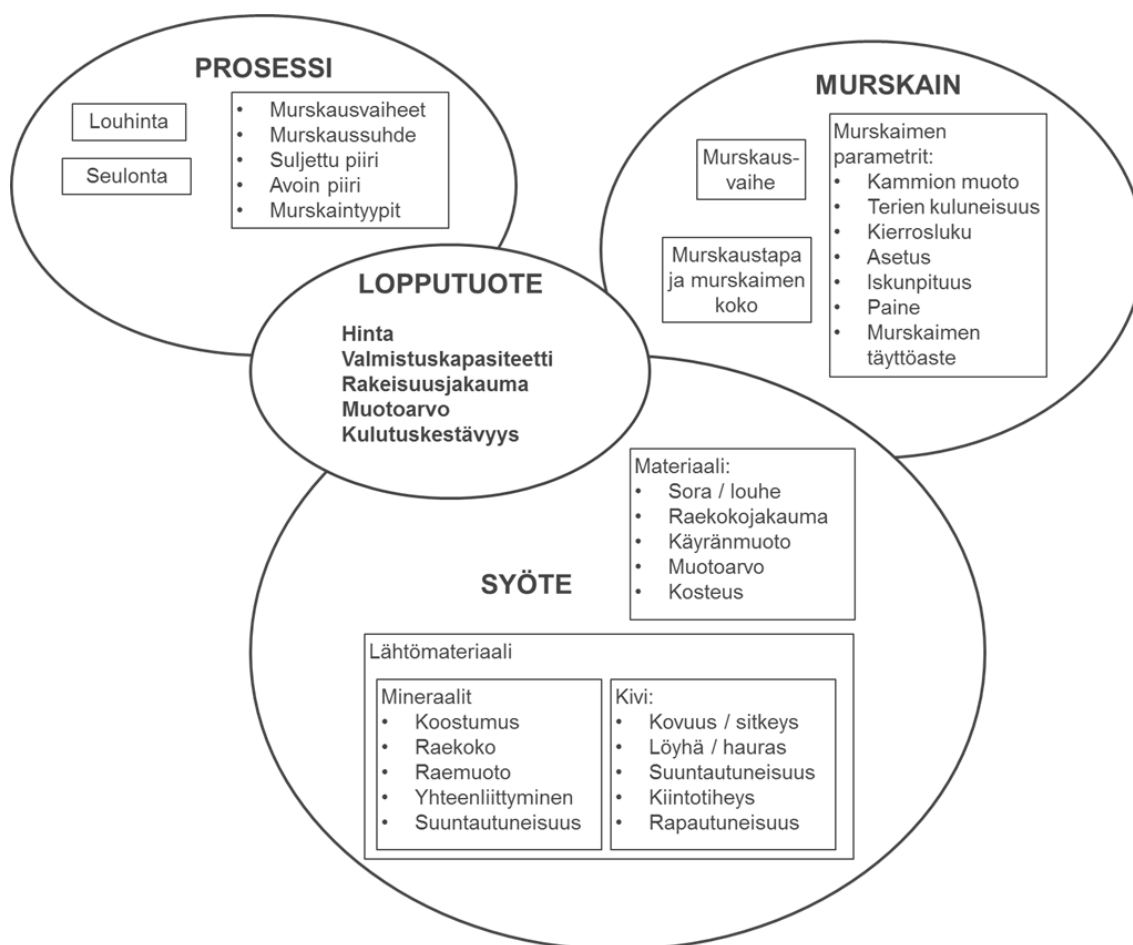 PROSESSI
Louhinta
Seulonta
• Murskausvaiheet
• Murskaussuhde
• Suljettu piiri
• Avoin piiri
• Murskaintyypit
MURSKAIN
Murskaus-
vaihe
Murskaustapa
ja murskaimen
koko
Murskaimen
parametrit:
• Kammion muoto
• Terien kuluneisuus
• Kierrosluku
• Asetus
• Iskunpituus
• Paine
• Murskaimen
täyttöaste
LOPPUTUOTE
Hinta
Valmistuskapasiteetti
Rakeisuusjakauma
Muotoarvo
Kulutuskestävyys
SYÖTE
Materiaali:
• Sora / louhe
• Raekokojakauma
• Käyränmuoto
• Muotoarvo
• Kosteus
Lähtömateriaali
Mineraalit
• Koostumus
• Raekoko
• Raemuoto
• Yhteenliittyminen
• Suuntautuneisuus
Kivi:
• Kovuus / sitkeys
• Löyhä / hauras
• Suuntautuneisuus
• Kiintotiheys
• Rapautuneisuus